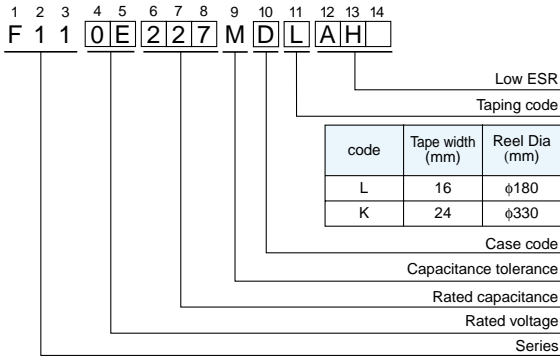 1 2 3 4 5 6 7 8 9 10 11 12 13 14
F 1 1 0 E 2 2 7 M D L A H
Low ESR
Taping code
code Tape width (mm) Reel Dia (mm)
L 16 ϕ180
K 24 ϕ330
Case code
Capacitance tolerance
Rated capacitance
Rated voltage
Series